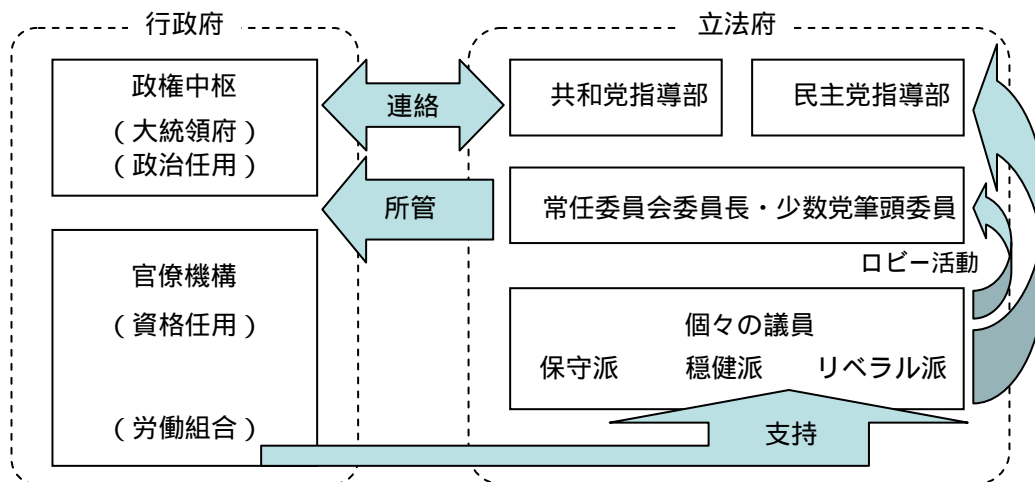 行政府
立法府
政権中枢
（大統領府）
（政治任用）
連絡
共和党指導部
民主党指導部
所管
常任委員会委員長・少数党筆頭委員
ロビー活動
官僚機構
（資格任用）
（労働組合）
個々の議員
保守派 穏健派 リベラル派
支持